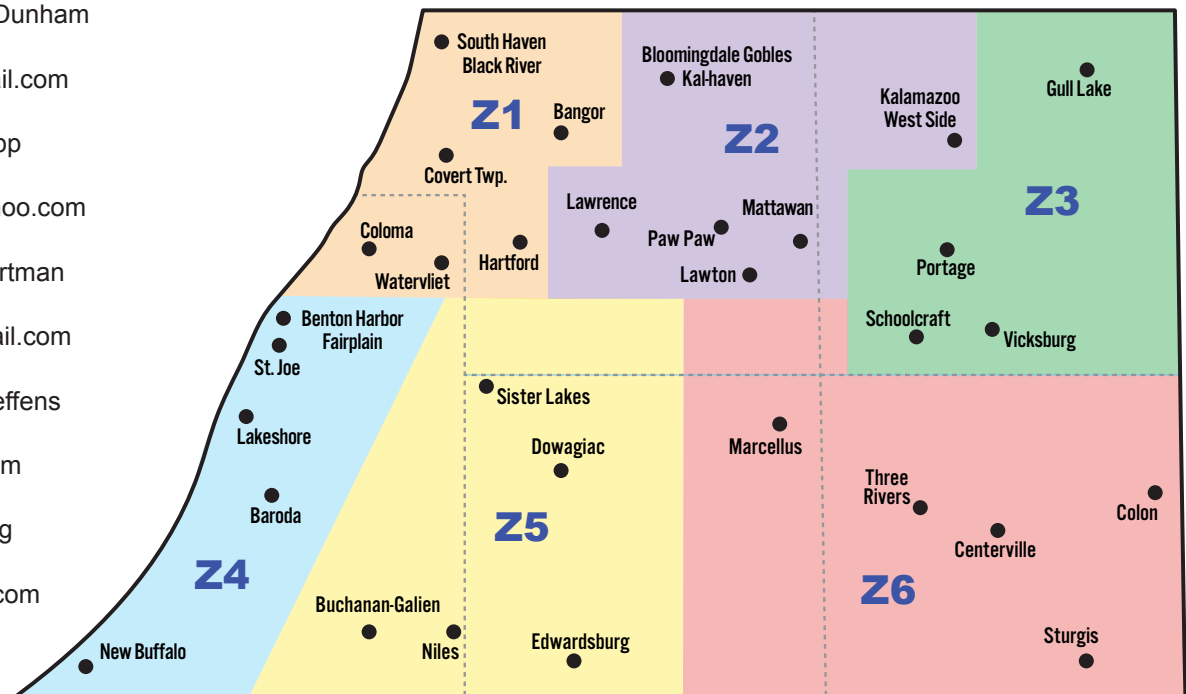 Dunham
ail.com
op
hoo.com
rtman
ail.com
effens
m
g
com
South Haven
Black River
Z1
Bangor
Covert Twp.
Coloma
Watervliet
Hartford
Bloomingdale Gobles
Kal-haven
Z2
Kalamazoo
West Side
Lawrence
Paw Paw
Mattawan
Lawton
Gull Lake
Z3
Portage
Schoolcraft
Vicksburg
Benton Harbor
Fairplain
St. Joe
Lakeshore
Baroda
Z4
New Buffalo
Sister Lakes
Dowagiac
Z5
Buchanan-Galien
Niles
Edwardsburg
Marcellus
Three
Rivers
Centerville
Colon
Z6
Sturgis